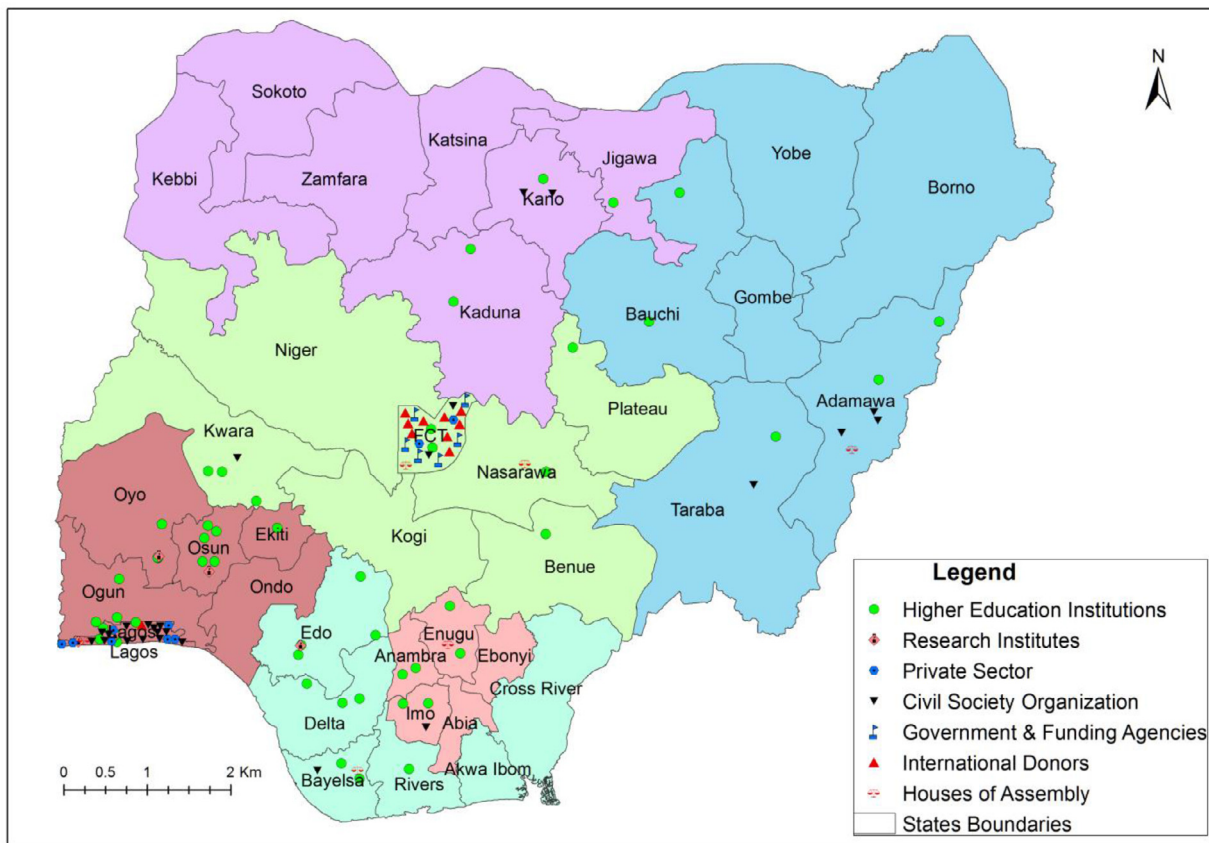 N
Sokoto
Katsina
Jigawa
Yobe
Kebbi
Zamfara
Kano
Borno
Kaduna
Bauchi
Gombe
Niger
Plateau
Adamawa
Kwara
FCT
Nasarawa
Oyo
Taraba
Osun
Ekiti
Kogi
Benue
Ogun
Ondo
Lagos
Lagos
Edo
Enugu
Anambra
Ebonyi
Cross River
Delta
Imo
Abia
Bayelsa
Rivers
Akwa Ibom
0 0.5 1 2 Km
Legend
Higher Education Institutions
Research Institutes
Private Sector
Civil Society Organization
Government & Funding Agencies
International Donors
Houses of Assembly
States Boundaries